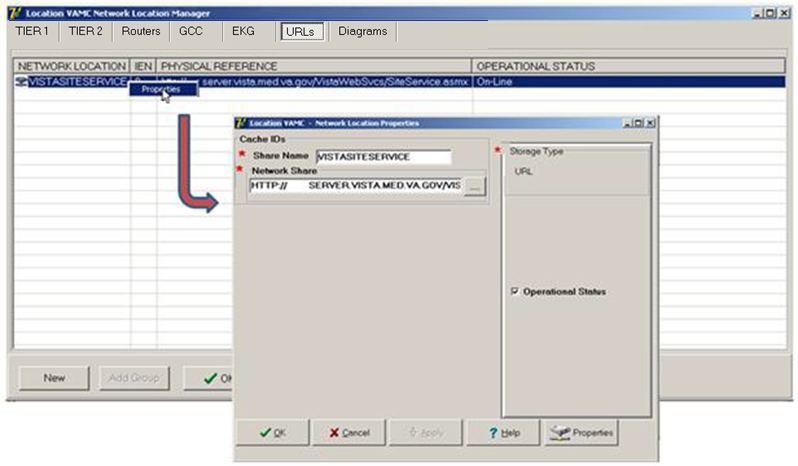 Location VAMC Network Location Manager
TIER 1 TIER 2 Routers GCC EKG URLs Diagrams
NETWORK LOCATION IEN PHYSICAL REFERENCE OPERATIONAL STATUS
VISTASITESERVICE server.vista.med.va.gov/VistaWebSvcs/SiteService.asmx On-Line
Properties
Location VAMC - Network Location Properties
Cache IDs
* Share Name VISTASITESERVICE
* Network Share
HTTP:// SERVER.VISTA.MED.VA.GOV/VIS ...
* Storage Type
URL
Operational Status
New Add Group OK
OK Cancel Apply ? Help Properties